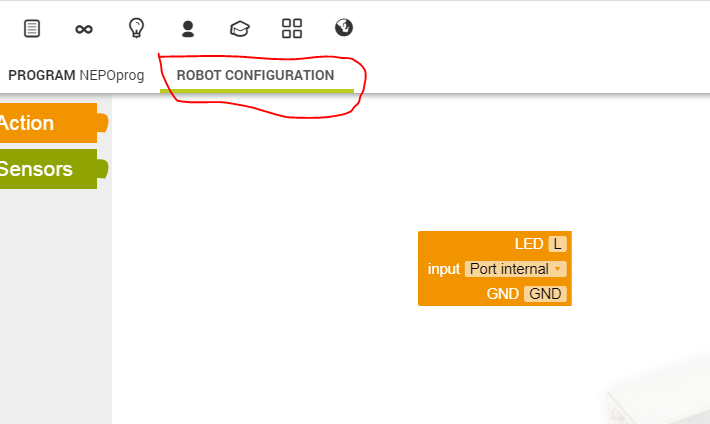 PROGRAM NEPOprog ROBOT CONFIGURATION
Action
Sensors
LED L
input Port internal
GND GND